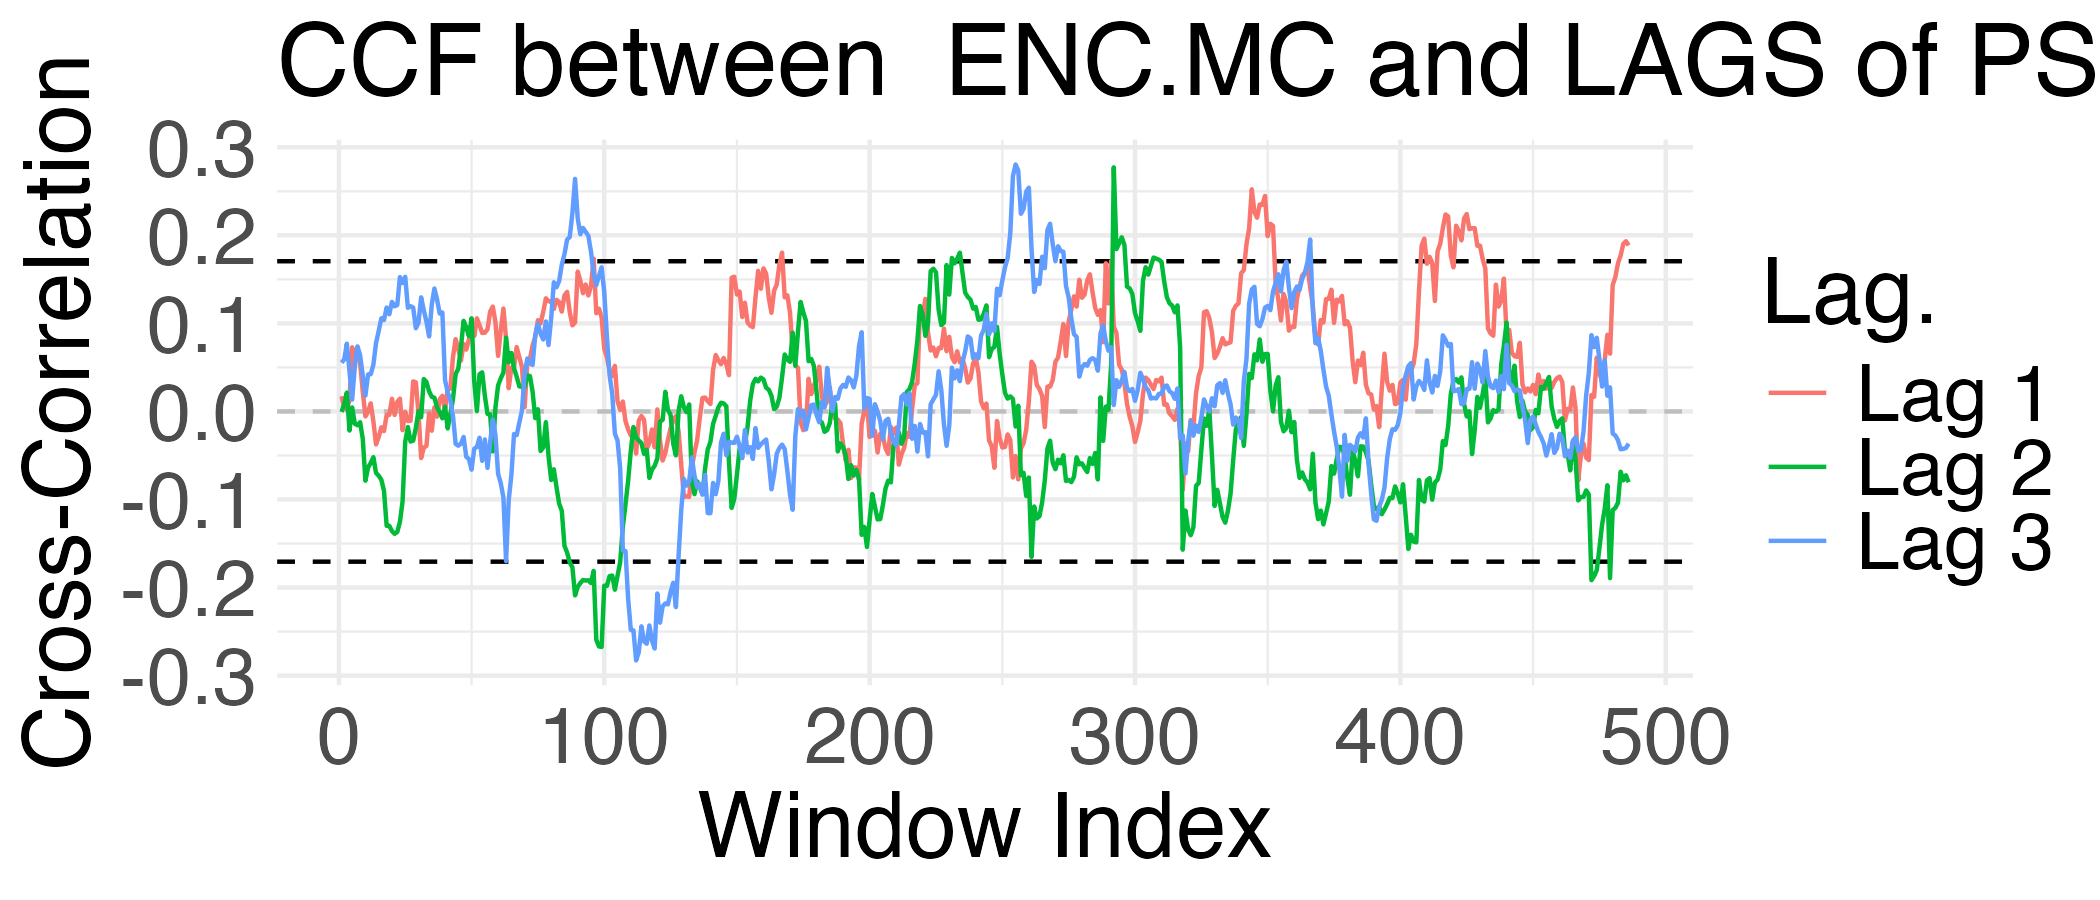 CCF between  ENC.MC and LAGS of PS
Cross-Correlation
0.3
0.2
0.1
0.0
-0.1
-0.2
-0.3
0 100 200 300 400 500
Window Index
Lag.
Lag 1
Lag 2
Lag 3